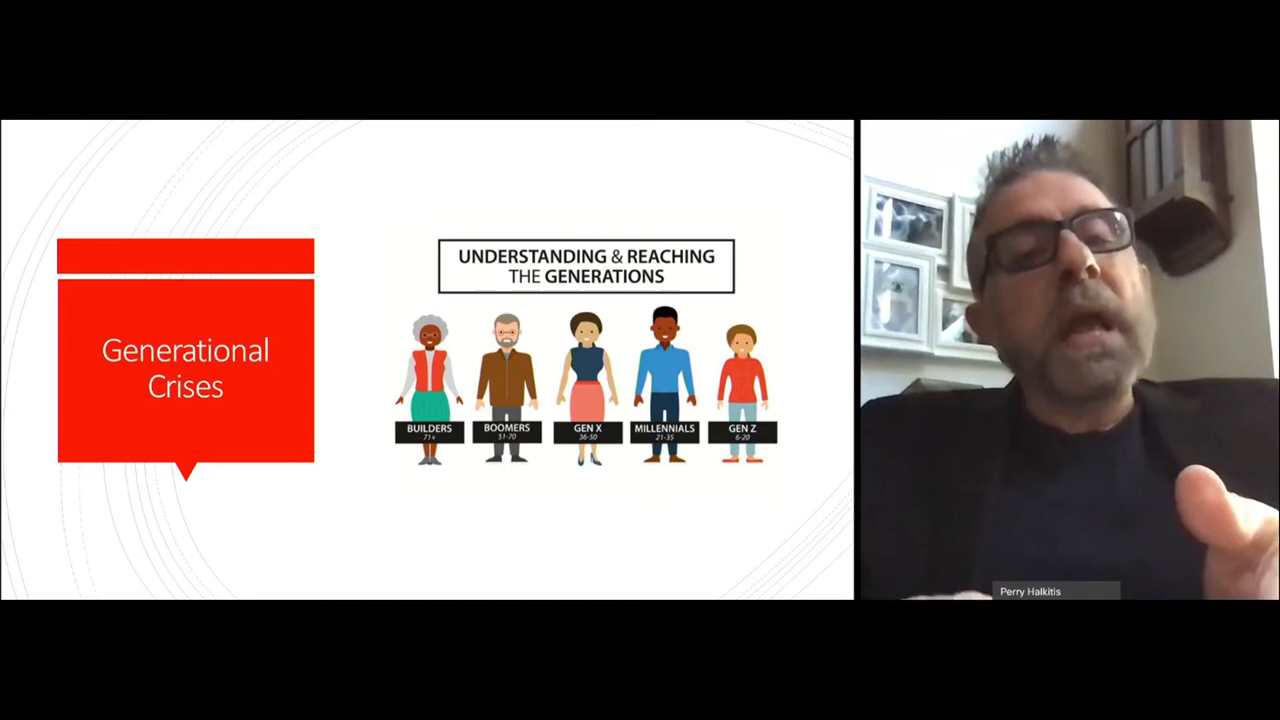 Generational
Crises
UNDERSTANDING & REACHING
THE GENERATIONS
BUILDERS
71+
BOOMERS
51-70
GEN X
36-50
MILLENNIALS
21-35
GEN Z
6-20
Perry Halkitis